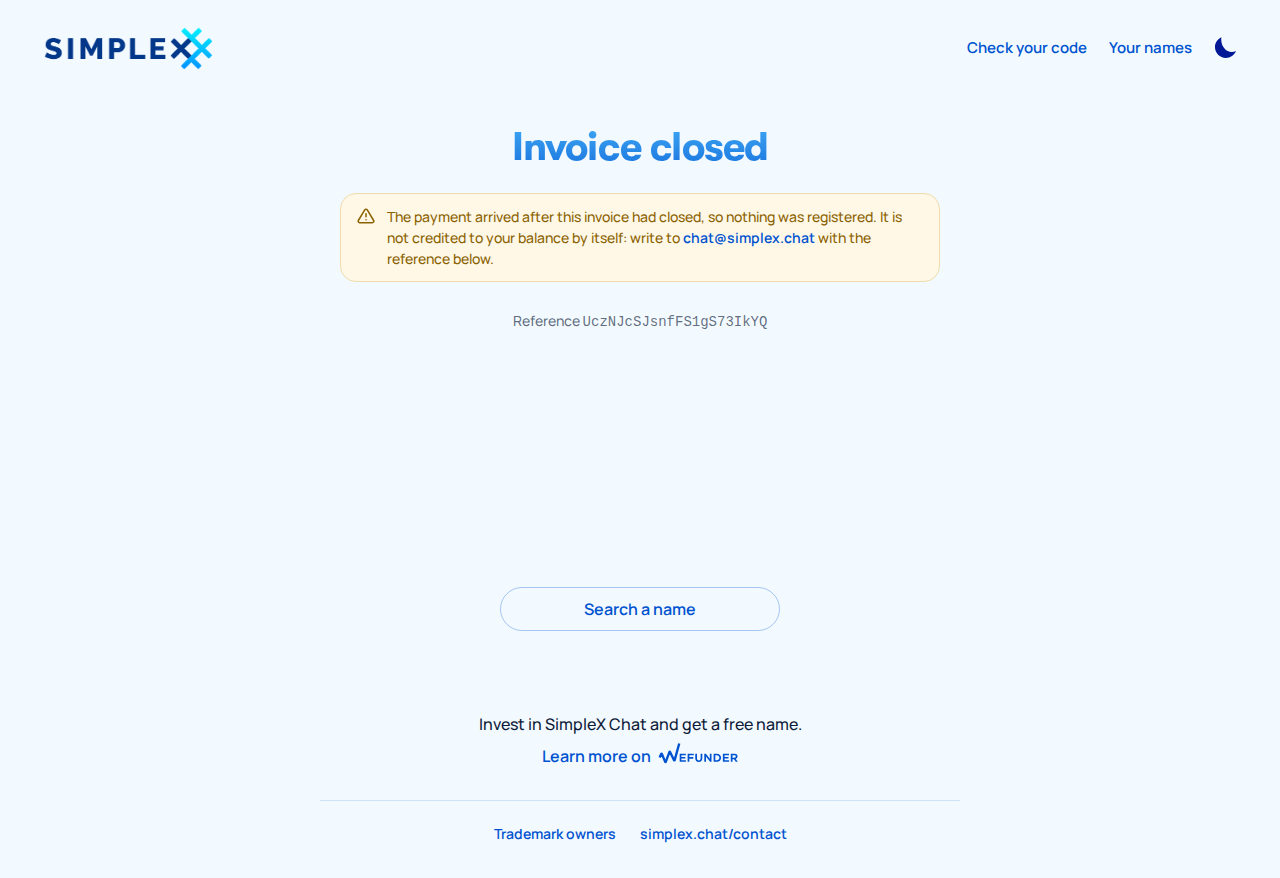 SIMPLEX
Check your code
Your names
Invoice closed
The payment arrived after this invoice had closed, so nothing was registered. It is
not credited to your balance by itself: write to chat@simplex.chat with the
reference below.
Reference UczNJcSJsnfFS1gS73IkYQ
Search a name
Invest in SimpleX Chat and get a free name.
Learn more on WEFUNDER
Trademark owners
simplex.chat/contact